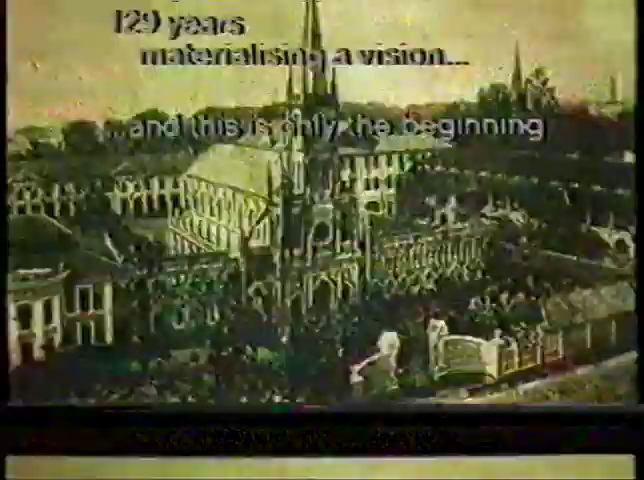 129 years
materialising a vision...
...and this is only the beginning